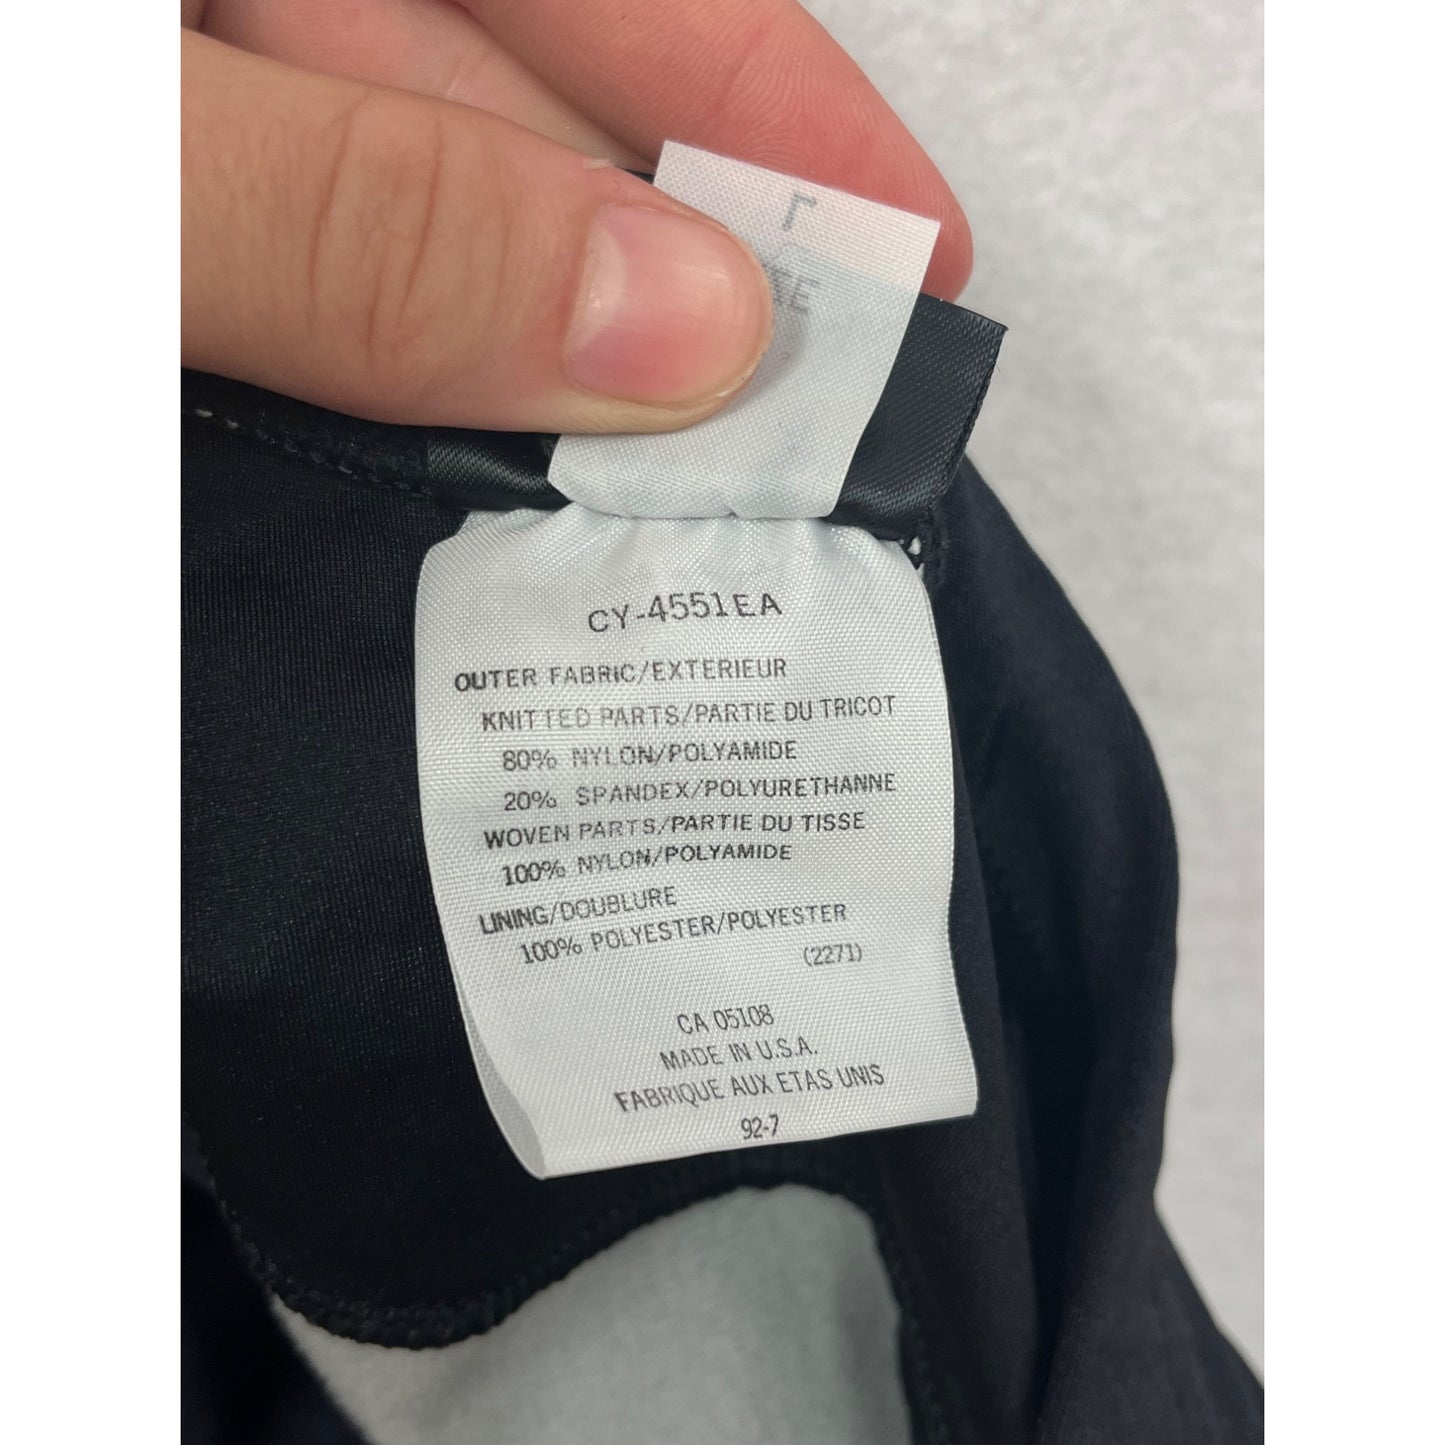 CY-4551EA
OUTER FABRIC/EXTERIEUR
KNITTED PARTS/PARTIE DU TRICOT
80% NYLON/POLYAMIDE
20% SPANDEX/POLYURETHANNE
WOVEN PARTS/PARTIE DU TISSE
100% NYLON/POLYAMIDE
LINING/DOUBLURE
100% POLYESTER/POLYESTER
(2271)
CA 05108
MADE IN U.S.A.
FABRIQUE AUX ETAS UNIS
92-7